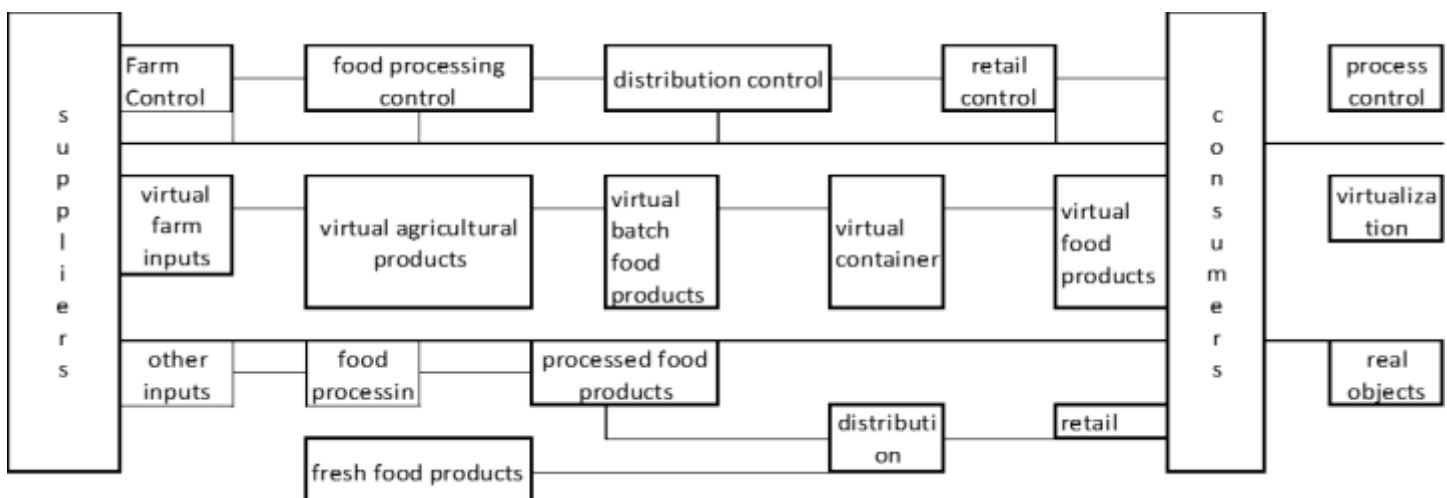 suppliers
Farm
Control
food processing
control
distribution control
retail
control
consumers
process
control
virtual
farm
inputs
virtual agricultural
products
virtual
batch
food
products
virtual
container
virtual
food
products
virtualiza
tion
other
inputs
food
processin
processed food
products
real
objects
distributi
on
retail
fresh food products